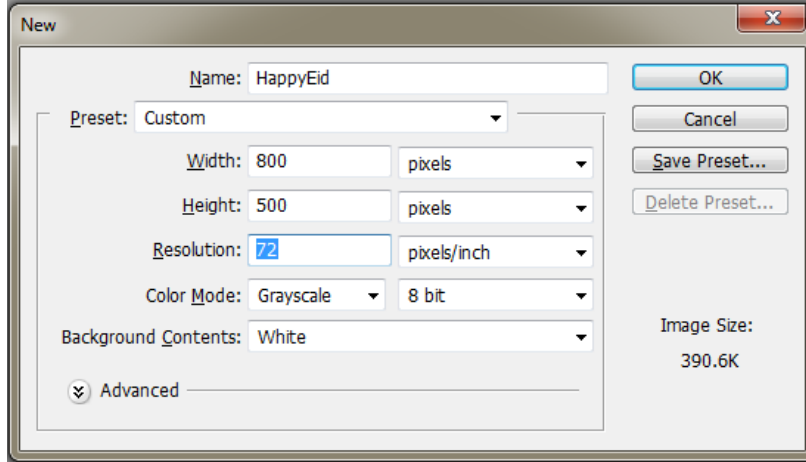 New
Name: HappyEid
OK
Preset: Custom
Cancel
Width: 800 pixels
Save Preset...
Height: 500 pixels
Delete Preset...
Resolution: 72 pixels/inch
Color Mode: Grayscale 8 bit
Background Contents: White
Image Size:
390.6K
Advanced